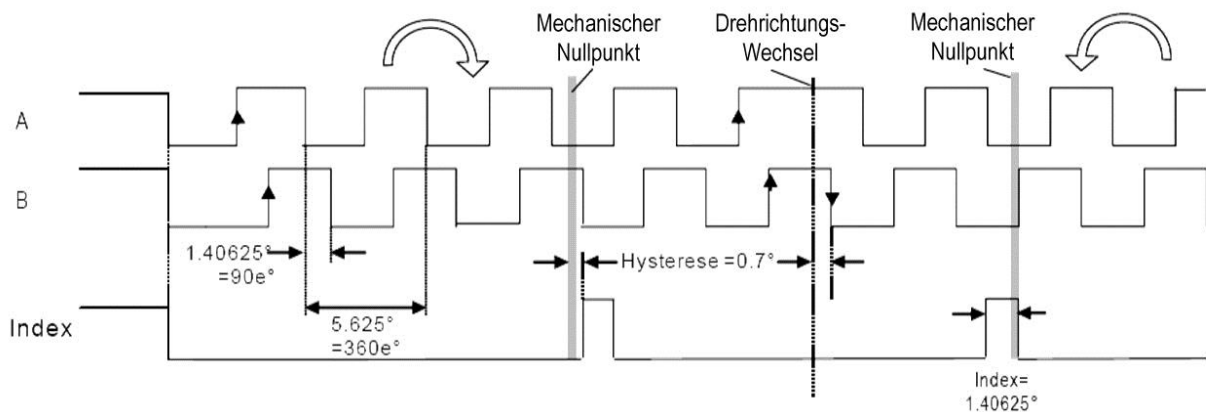 Mechanischer
Nullpunkt
Drehrichtungs-
Wechsel
Mechanischer
Nullpunkt
A
B
1.40625°
=90e°
Hysterese =0.7°
Index
5.625°
=360e°
Index=
1.40625°